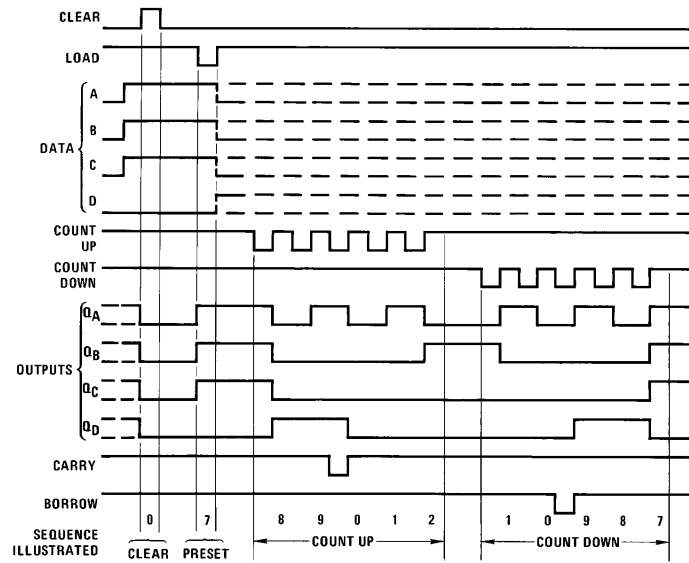 CLEAR
LOAD
A
B
DATA
C
D
COUNT
UP
COUNT
DOWN
QA
QB
OUTPUTS
QC
QD
CARRY
BORROW
0 7 8 9 0 1 2 1 0 9 8 7
SEQUENCE
ILLUSTRATED
CLEAR PRESET COUNT UP COUNT DOWN